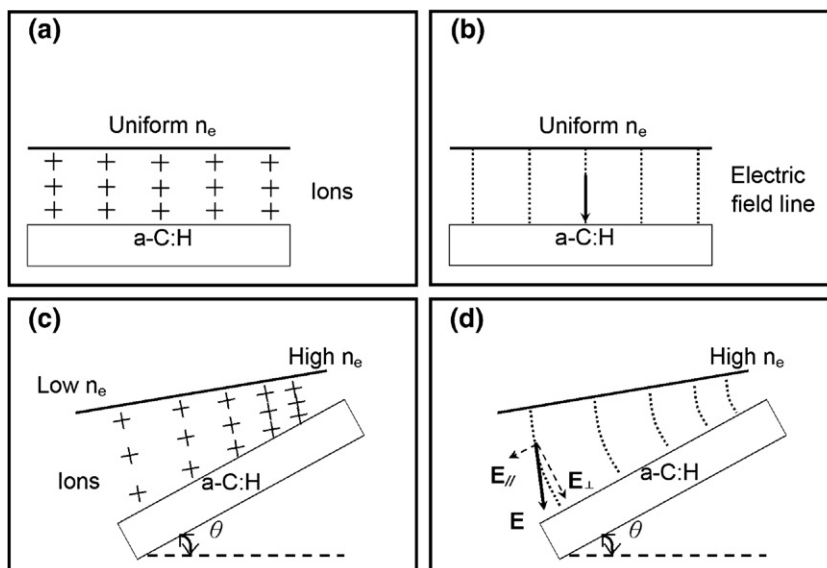 (a)
Uniform nₑ
+ + + + +
+ + + + +
+ + + + +
Ions
a-C:H
(b)
Uniform nₑ
Electric
field line
a-C:H
(c)
High nₑ
Low nₑ
+ + + + +
+ + + + +
+ + + + +
Ions
a-C:H
θ
(d)
High nₑ
a-C:H
E//
E⊥
E
θ